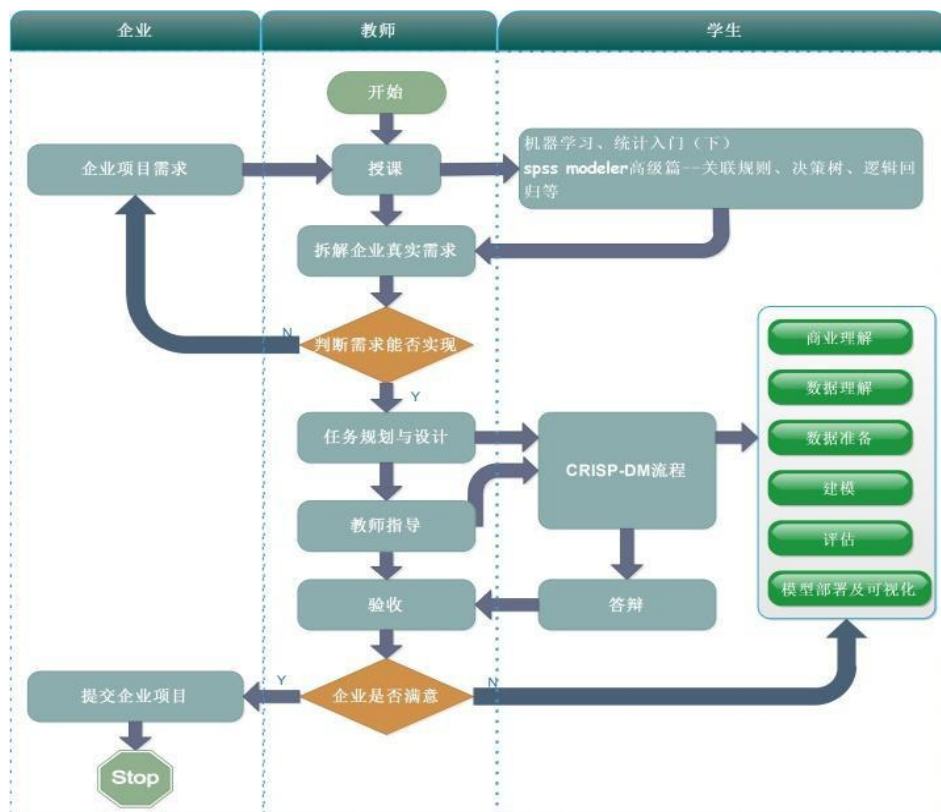 企业
教师
学生
开始
企业项目需求
授课
机器学习、统计入门（下）
spss modeler高级篇--关联规则、决策树、逻辑回
归等
拆解企业真实需求
N
判断需求能否实现
Y
商业理解
数据理解
数据准备
建模
评估
模型部署及可视化
任务规划与设计
CRISP-DM流程
教师指导
验收
答辩
Y
企业是否满意
N
提交企业项目
Stop